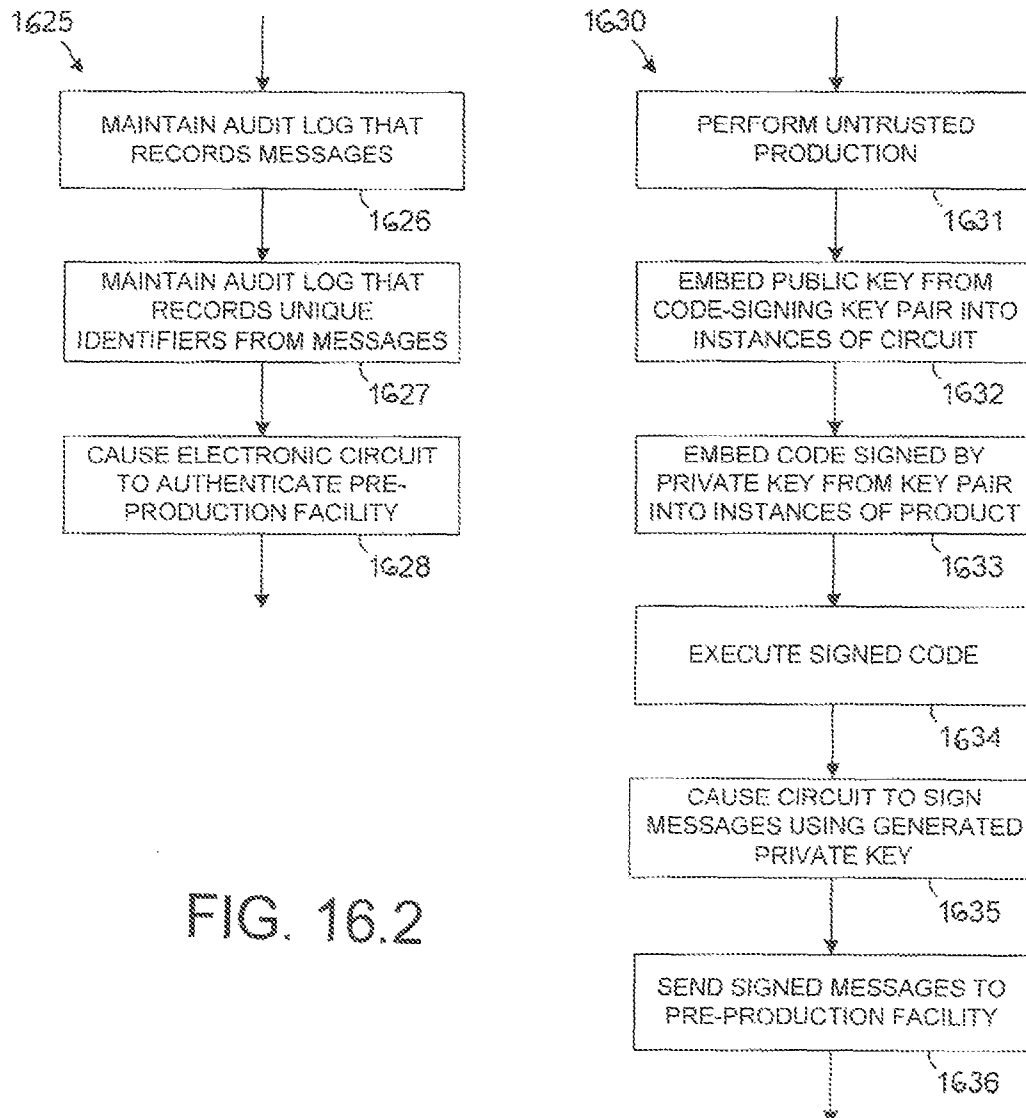 1625
MAINTAIN AUDIT LOG THAT
RECORDS MESSAGES
1626
MAINTAIN AUDIT LOG THAT
RECORDS UNIQUE
IDENTIFIERS FROM MESSAGES
1627
CAUSE ELECTRONIC CIRCUIT
TO AUTHENTICATE PRE-
PRODUCTION FACILITY
1628
1630
PERFORM UNTRUSTED
PRODUCTION
1631
EMBED PUBLIC KEY FROM
CODE-SIGNING KEY PAIR INTO
INSTANCES OF CIRCUIT
1632
EMBED CODE SIGNED BY
PRIVATE KEY FROM KEY PAIR
INTO INSTANCES OF PRODUCT
1633
EXECUTE SIGNED CODE
1634
CAUSE CIRCUIT TO SIGN
MESSAGES USING GENERATED
PRIVATE KEY
1635
SEND SIGNED MESSAGES TO
PRE-PRODUCTION FACILITY
1636
FIG. 16.2